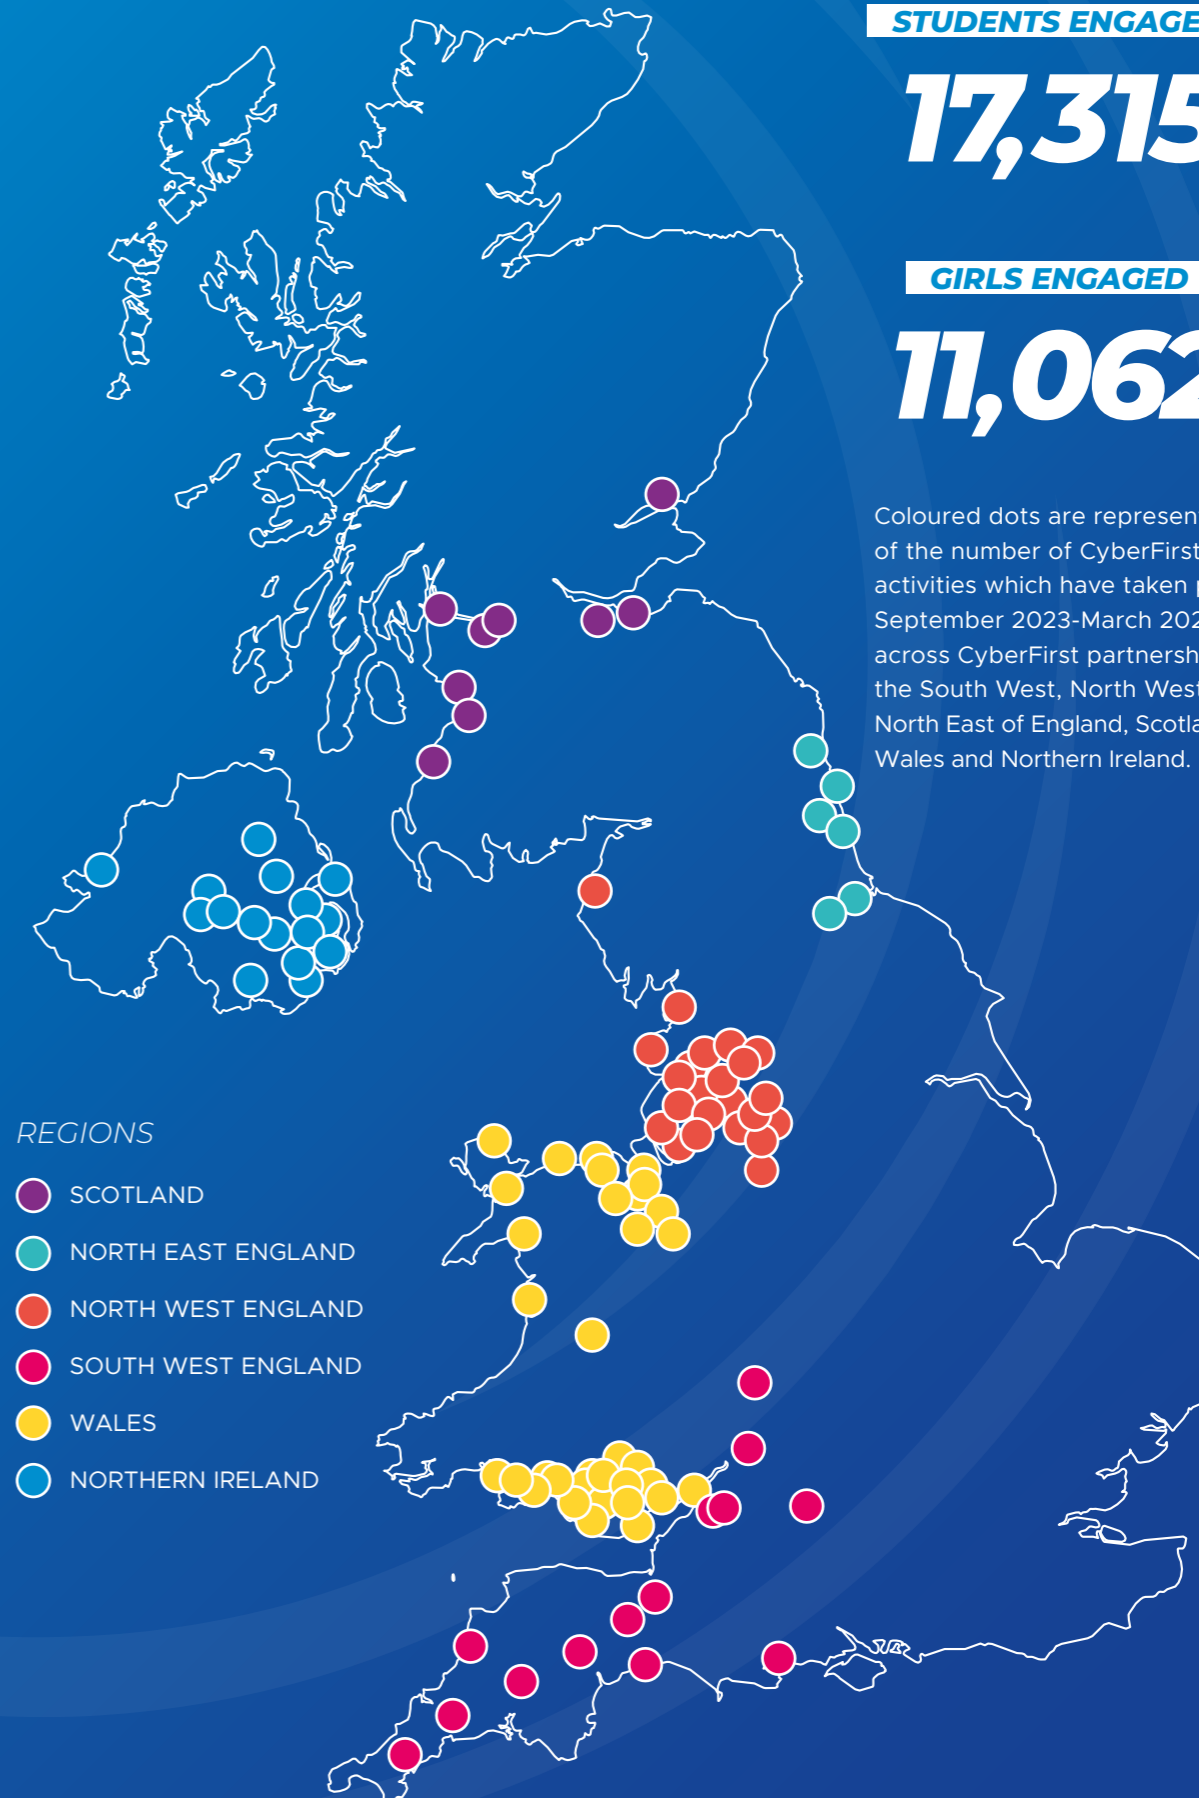 STUDENTS ENGAGE
17,315
GIRLS ENGAGED
11,062
Coloured dots are represen
of the number of CyberFirst
activities which have taken
September 2023-March 202
across CyberFirst partnersh
the South West, North West
North East of England, Scotla
Wales and Northern Ireland.
REGIONS
SCOTLAND
NORTH EAST ENGLAND
NORTH WEST ENGLAND
SOUTH WEST ENGLAND
WALES
NORTHERN IRELAND